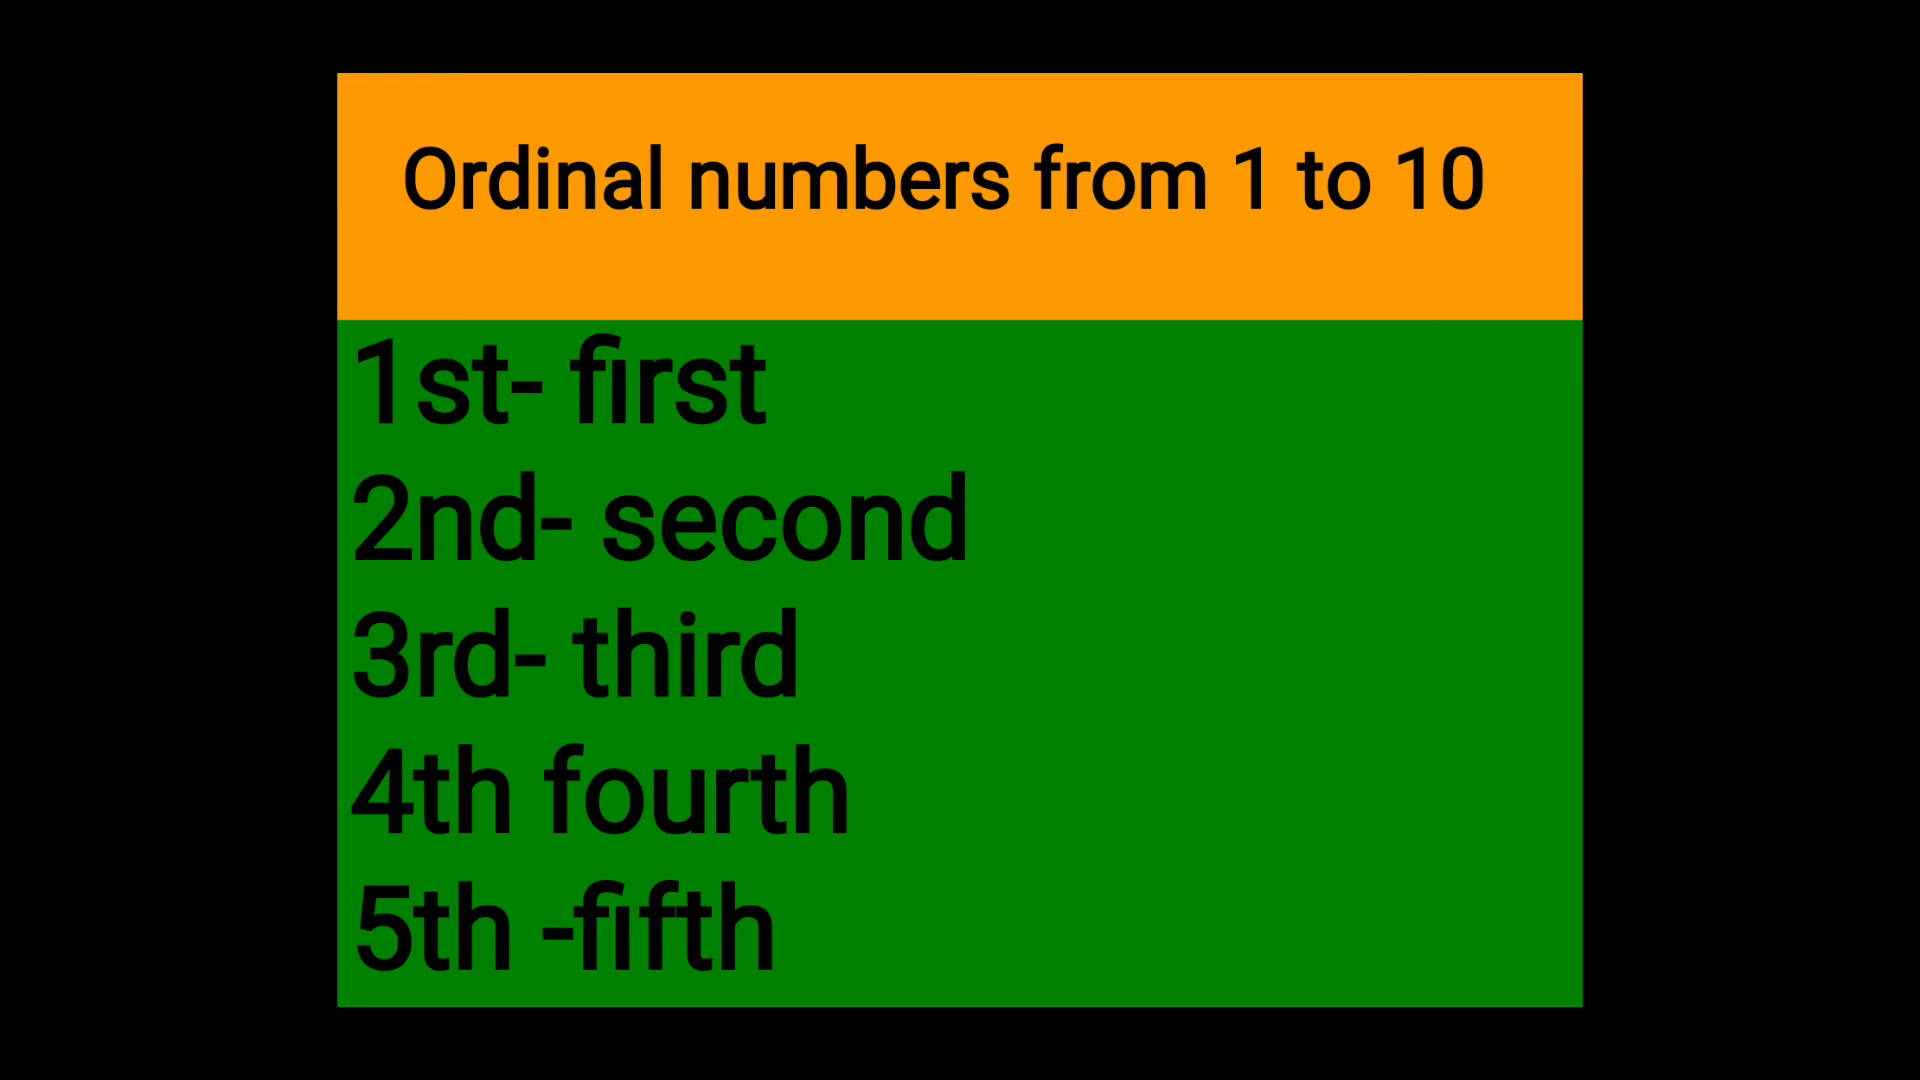 Ordinal numbers from 1 to 10
1st- first
2nd- second
3rd- third
4th fourth
5th -fifth